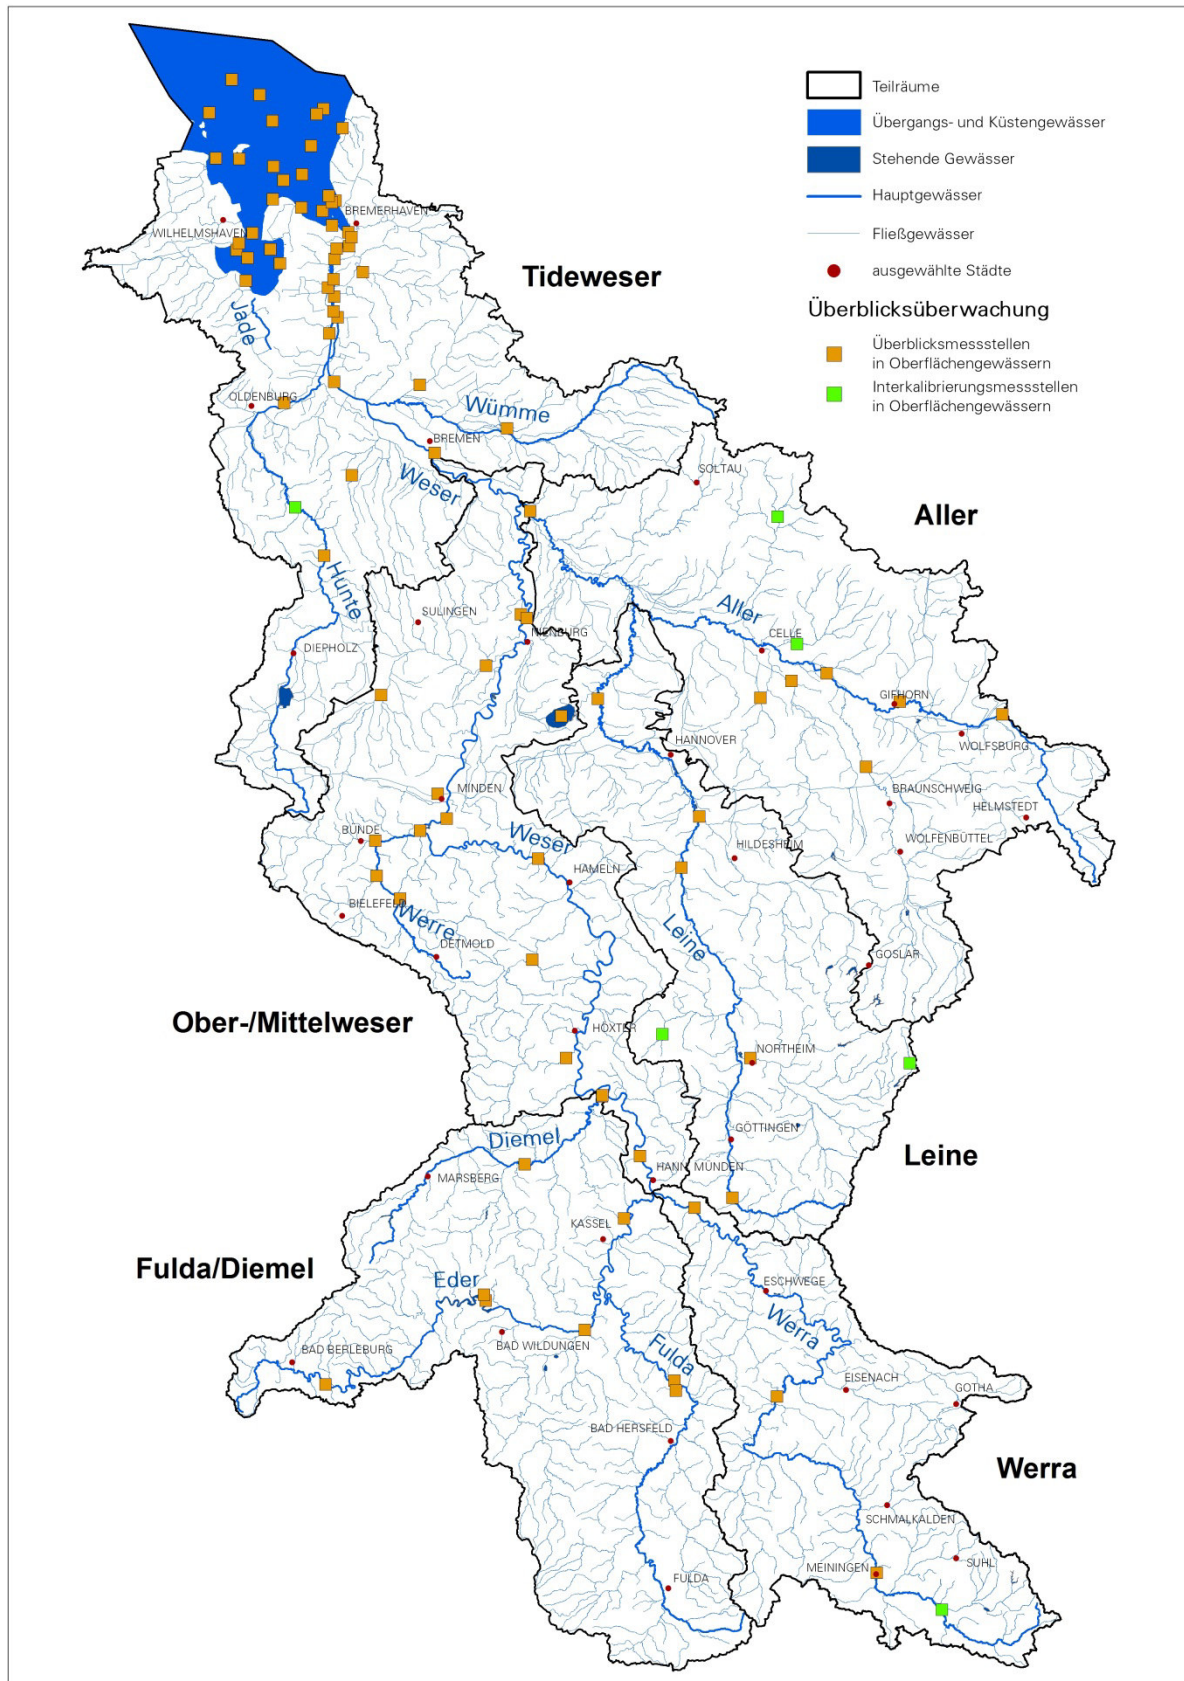 Teilräume
Übergangs- und Küstengewässer
Stehende Gewässer
Hauptgewässer
Fließgewässer
ausgewählte Städte
Überblicksüberwachung
Überblicksmessstellen
in Oberflächengewässern
Interkalibrierungsmessstellen
in Oberflächengewässern
BREMERHAVEN
WILHELMSHAVEN
Tideweser
Jade
OLDENBURG
Wümme
BREMEN
Weser
SOLTAU
Aller
Hunte
Aller
SULINGEN
NIENBURG
CELLE
DIEPHOLZ
GIFHORN
HANNOVER
WOLFSBURG
MINDEN
BRAUNSCHWEIG
HELMSTEDT
BÜNDE
Weser
HILDESHEIM
WOLFENBÜTTEL
HAMELN
BIELEFELD
Werre
Leine
DETMOLD
GOSLAR
Ober-/Mittelweser
HÖXTER
NORTHEIM
Diemel
GÖTTINGEN
Leine
MARSBERG
HANN. MÜNDEN
KASSEL
Fulda/Diemel
Eder
ESCHWEGE
Werra
BAD WILDUNGEN
Fulda
BAD BERLEBURG
EISENACH
GOTHA
BAD HERSFELD
Werra
SCHMALKALDEN
SUHL
MEININGEN
FULDA